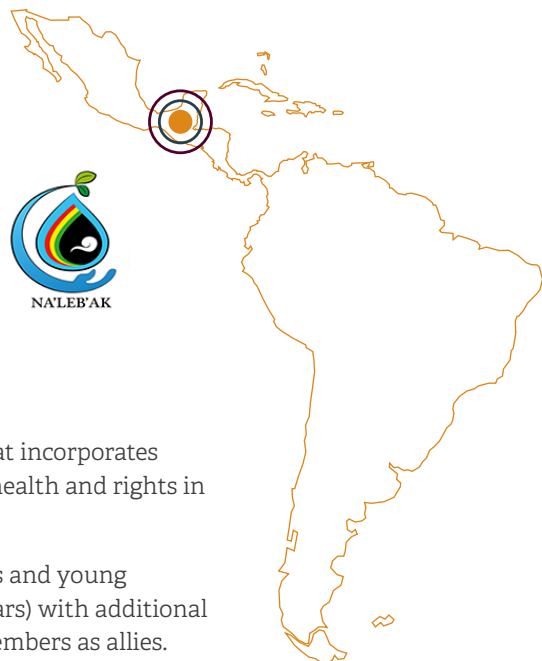 NA'LEB'AK
at incorporates
health and rights in
s and young
ars) with additional
embers as allies.